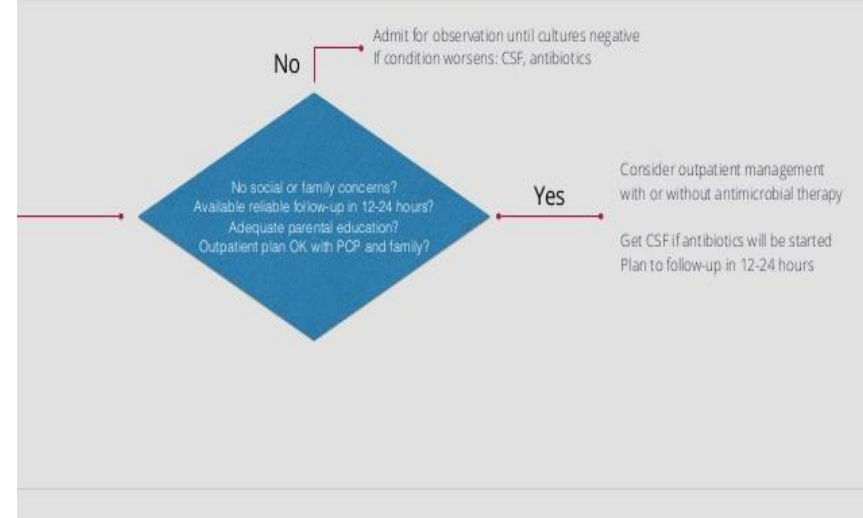 Admit for observation until cultures negative
If condition worsens: CSF, antibiotics
No
No social or family concerns?
Available reliable follow-up in 12-24 hours?
Adequate parental education?
Outpatient plan OK with PCP and family?
Yes
Consider outpatient management
with or without antimicrobial therapy
Get CSF if antibiotics will be started
Plan to follow-up in 12-24 hours